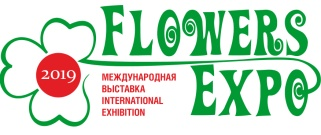 FLOWERS
EXPO
2019
МЕЖДУНАРОДНАЯ
ВЫСТАВКА
INTERNATIONAL
EXHIBITION